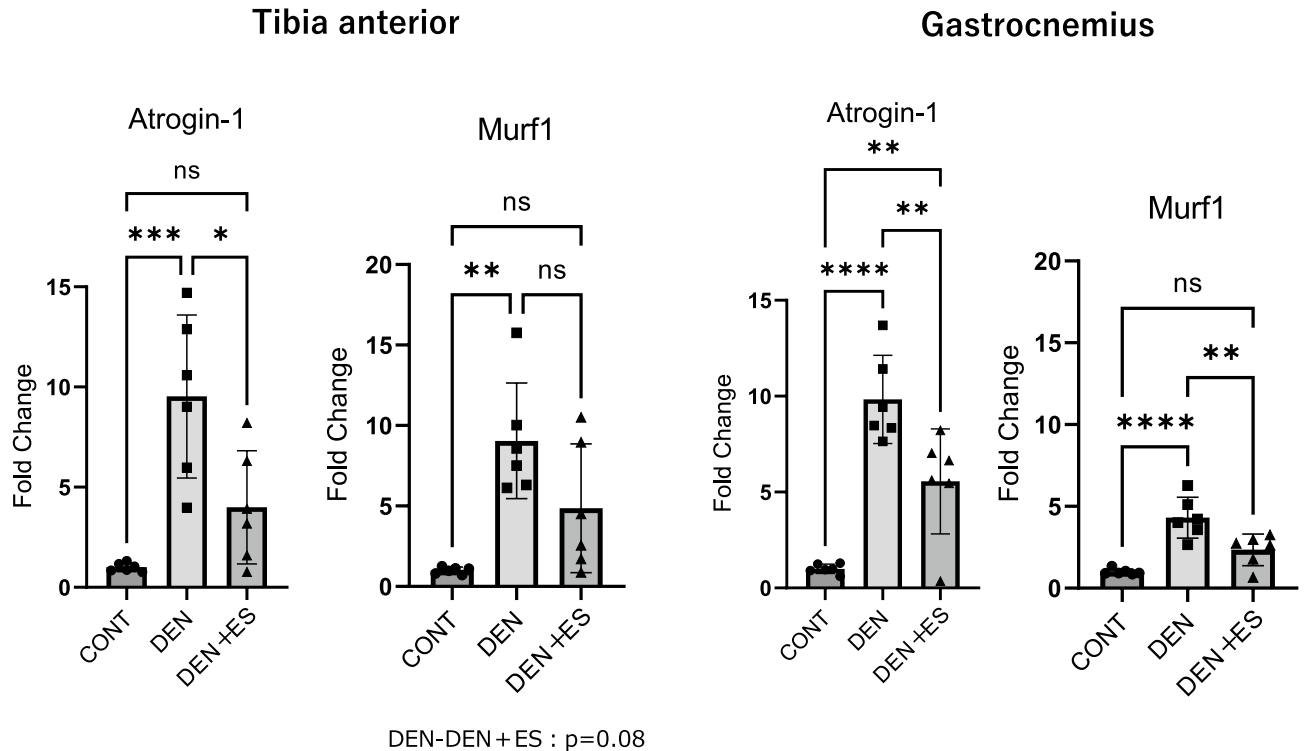 Tibia anterior
Gastrocnemius
Atrogin-1
ns
*** *
15
10
5
0
Fold Change
CONT
DEN
DEN+ES
Murf1
ns
** ns
20
15
10
5
0
Fold Change
CONT
DEN
DEN+ES
DEN-DEN+ES : p=0.08
Atrogin-1
**
**
****
15
10
5
0
Fold Change
CONT
DEN
DEN+ES
Murf1
ns
**
****
20
15
10
5
0
Fold Change
CONT
DEN
DEN+ES